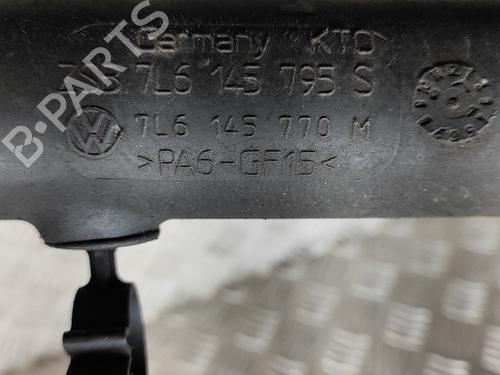 Germany KTO
7L6 145 795 S
7L6 145 770 M
>PA6-GF15<
B-PARTS